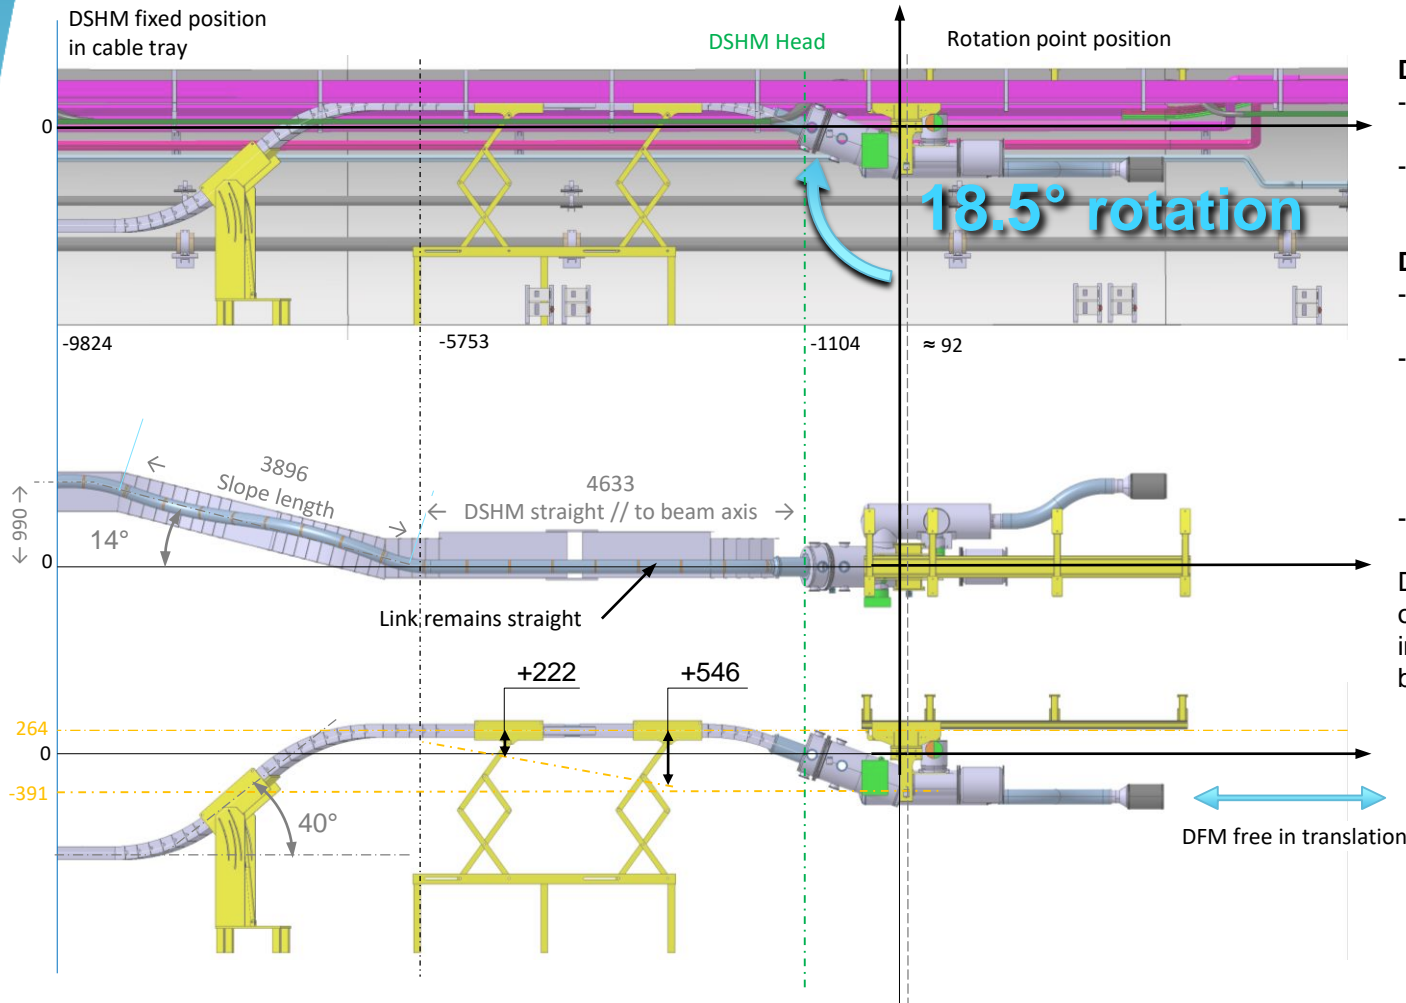 DSHM fixed position
in cable tray
DSHM Head
Rotation point position
D
-
0
-
18.5° rotation
D
-
-9824
-5753
-1104
≈ 92
-
3896
Slope length
4633
DSHM straight // to beam axis
← 990 →
14°
-
0
D
c
Link remains straight
i
b
+222
+546
264
0
-391
40°
DFM free in translation